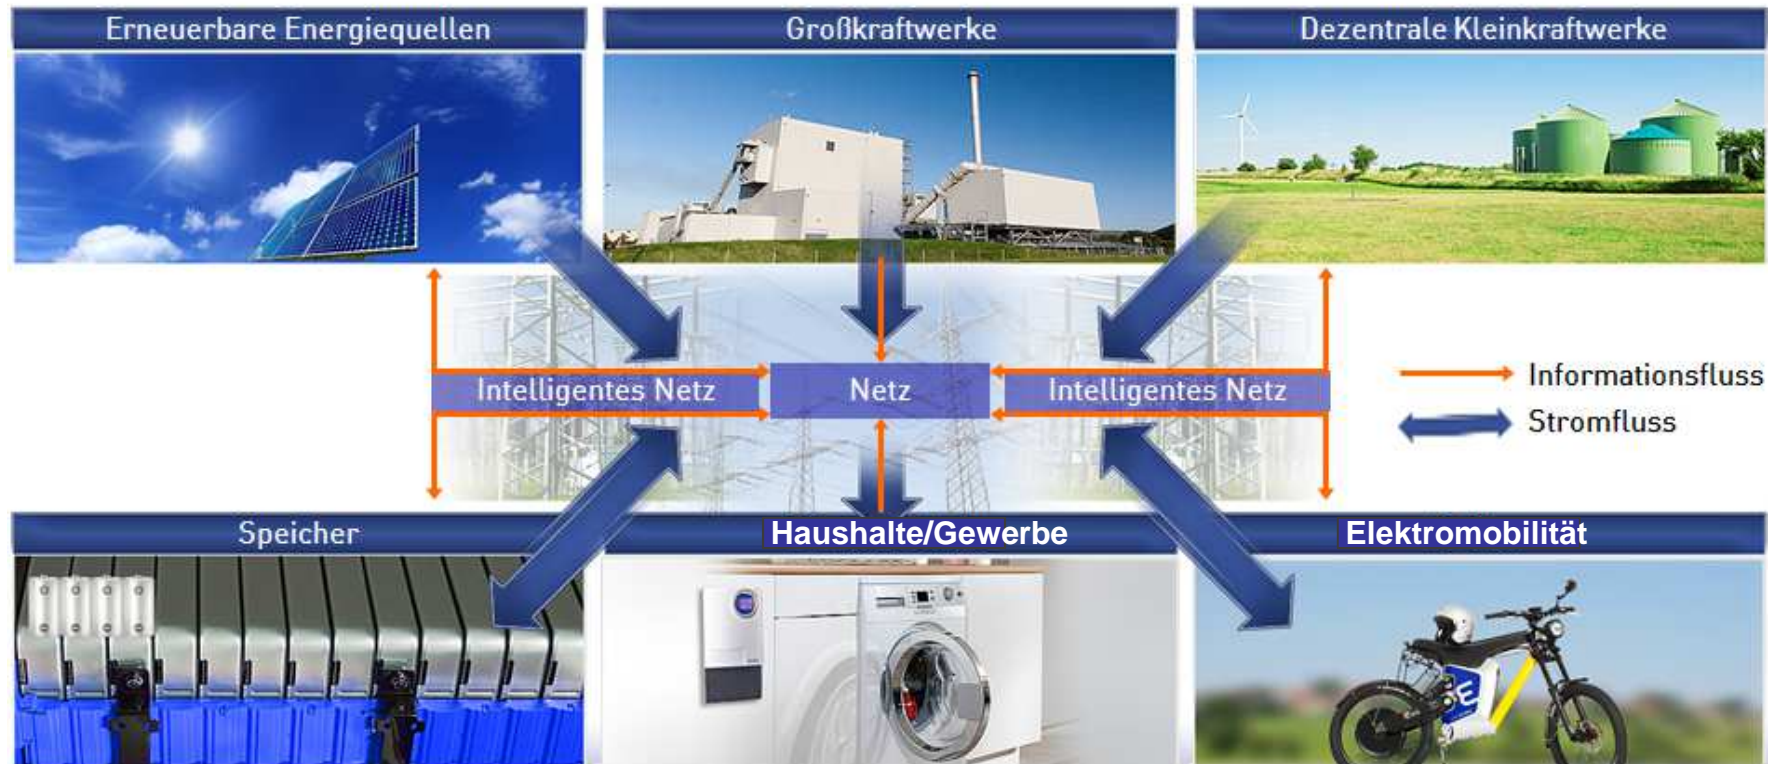 Erneuerbare Energiequellen
Großkraftwerke
Dezentrale Kleinkraftwerke
Intelligentes Netz
Netz
Intelligentes Netz
Informationsfluss
Stromfluss
Speicher
Haushalte/Gewerbe
Elektromobilität